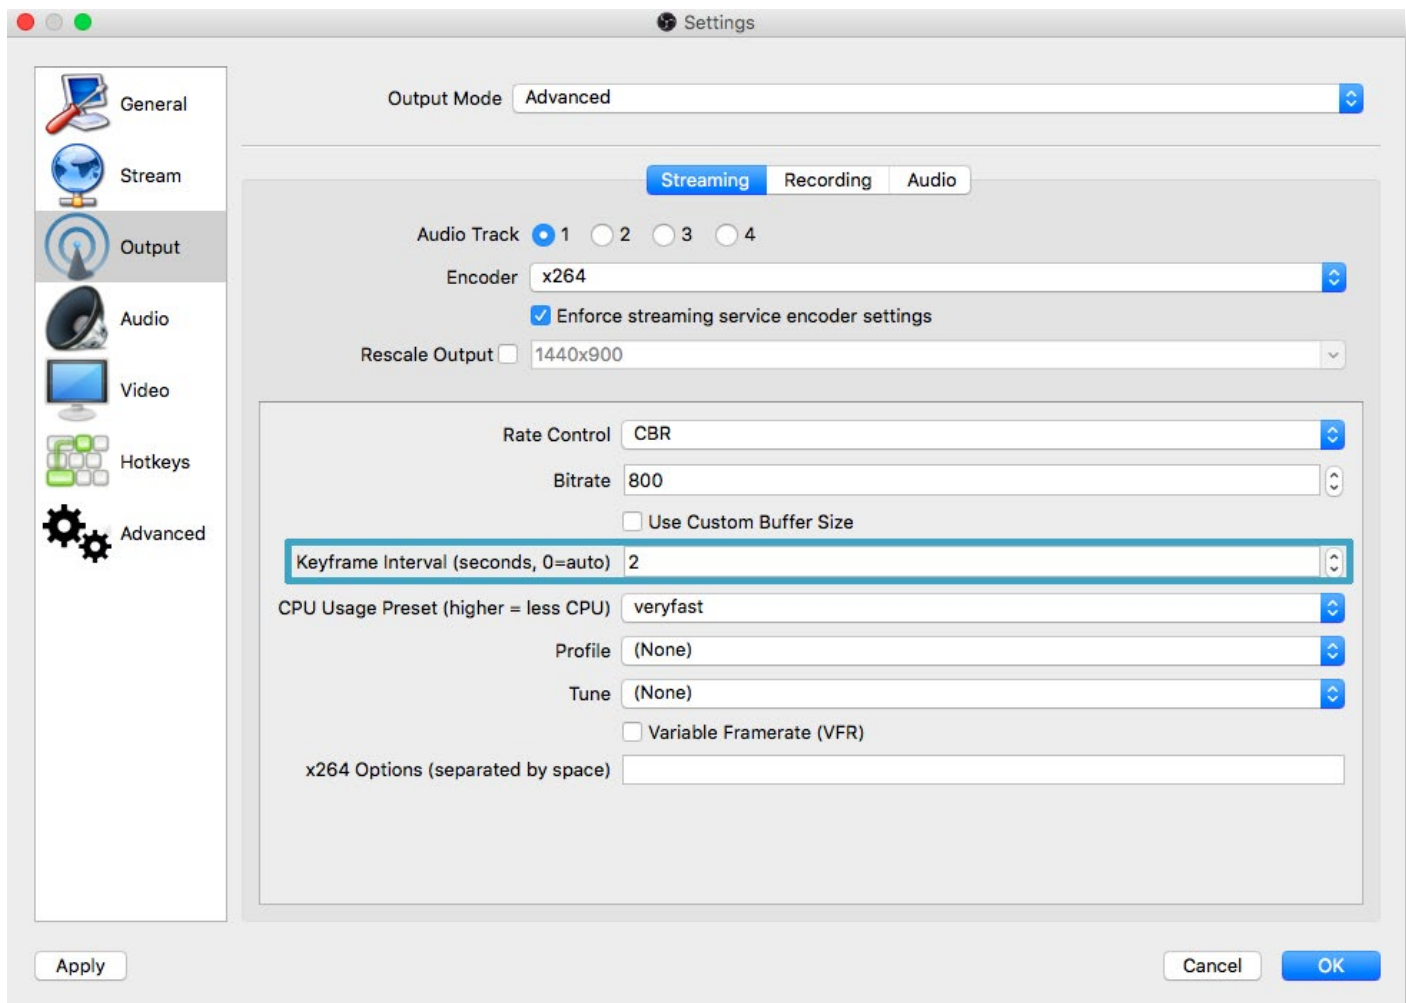 Settings
General
Stream
Output
Audio
Video
Hotkeys
Advanced
Output Mode Advanced
Streaming Recording Audio
Audio Track 1 2 3 4
Encoder x264
Enforce streaming service encoder settings
Rescale Output 1440x900
Rate Control CBR
Bitrate 800
Use Custom Buffer Size
Keyframe Interval (seconds, 0=auto) 2
CPU Usage Preset (higher = less CPU) veryfast
Profile (None)
Tune (None)
Variable Framerate (VFR)
x264 Options (separated by space)
Apply Cancel OK